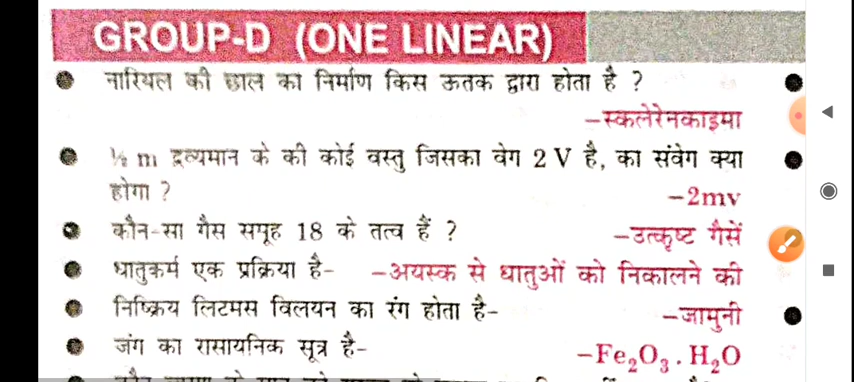 GROUP-D (ONE LINEAR)
● नारियल की छाल का निर्माण किस ऊतक द्वारा होता है ?
–स्कलेरेनकाइमा
● ½ m द्रव्यमान के की कोई वस्तु जिसका वेग 2 V है, का संवेग क्या
होगा ?
–2mv
● कौन-सा गैस समूह 18 के तत्व हैं ?
–उत्कृष्ट गैसें
● धातुकर्म एक प्रक्रिया है–
–अयस्क से धातुओं को निकालने की
● निष्क्रिय लिटमस विलयन का रंग होता है–
–जामुनी
● जंग का रासायनिक सूत्र है–
–Fe₂O₃ . H₂O